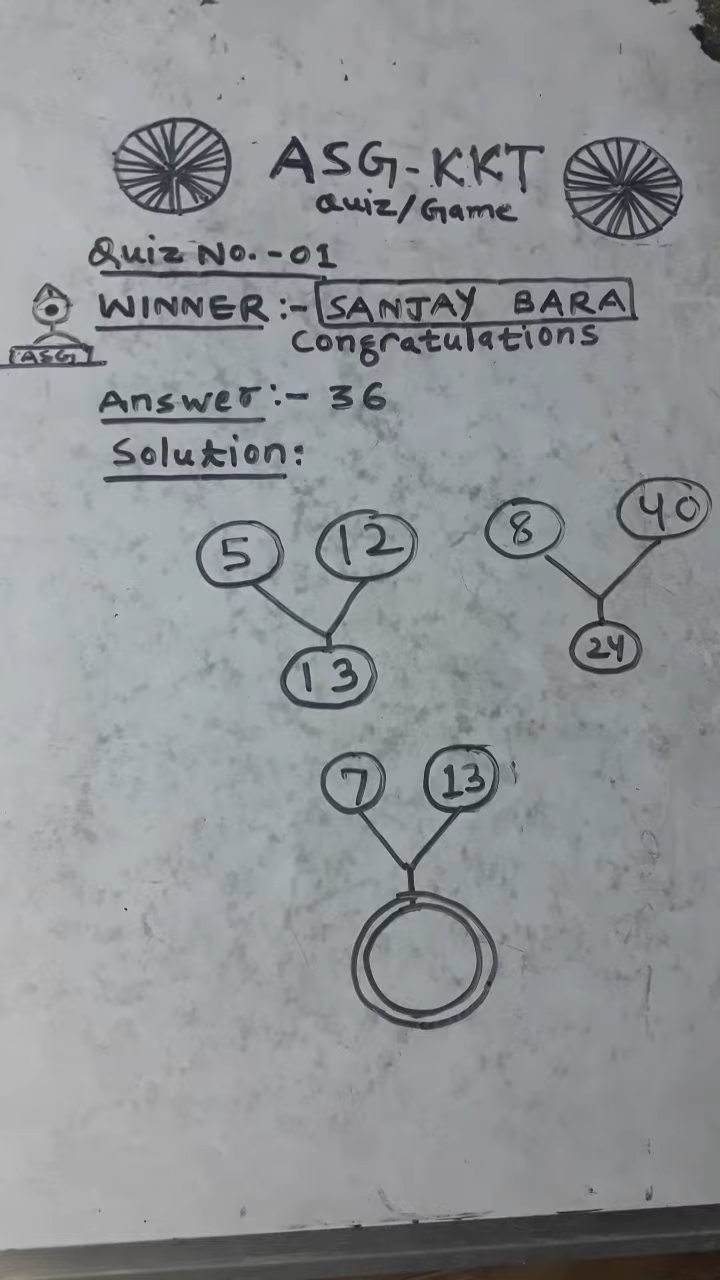 ASG-KKT
Quiz/Game
Quiz No.-01
WINNER:- SANJAY BARA
Congratulations
ASG
Answer:- 36
Solution:
5 12
13
8 40
24
7 13